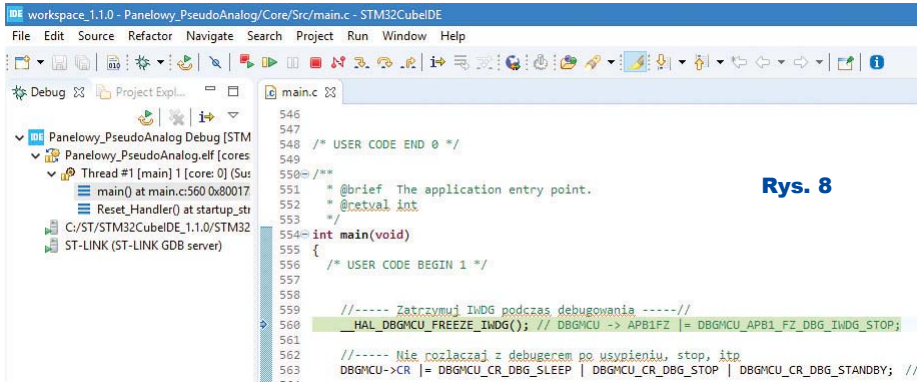 workspace_1.1.0 - Panelowy_PseudoAnalog/Core/Src/main.c - STM32CubeIDE
File Edit Source Refactor Navigate Search Project Run Window Help
Debug Project Expl... main.c
Panelowy_PseudoAnalog Debug [STM
Panelowy_PseudoAnalog.elf [cores
Thread #1 [main] 1 [core: 0] (Sus
main() at main.c:560 0x80017
Reset_Handler() at startup_str
C:/ST/STM32CubeIDE_1.1.0/STM32
ST-LINK (ST-LINK GDB server)
546
547
548 /* USER CODE END 0 */
549
550 /**
551 * @brief The application entry point.
552 * @retval int
553 */
554 int main(void)
555 {
556 /* USER CODE BEGIN 1 */
557
558
559 //----- Zatrzymuj IWDG podczas debugowania -----//
560 __HAL_DBGMCU_FREEZE_IWDG(); // DBGMCU -> APB1FZ |= DBGMCU_APB1_FZ_DBG_IWDG_STOP;
561
562 //----- Nie rozlaczaj z debugerem po usypieniu, stop, itp
563 DBGMCU->CR |= DBGMCU_CR_DBG_SLEEP | DBGMCU_CR_DBG_STOP | DBGMCU_CR_DBG_STANDBY; //
Rys. 8